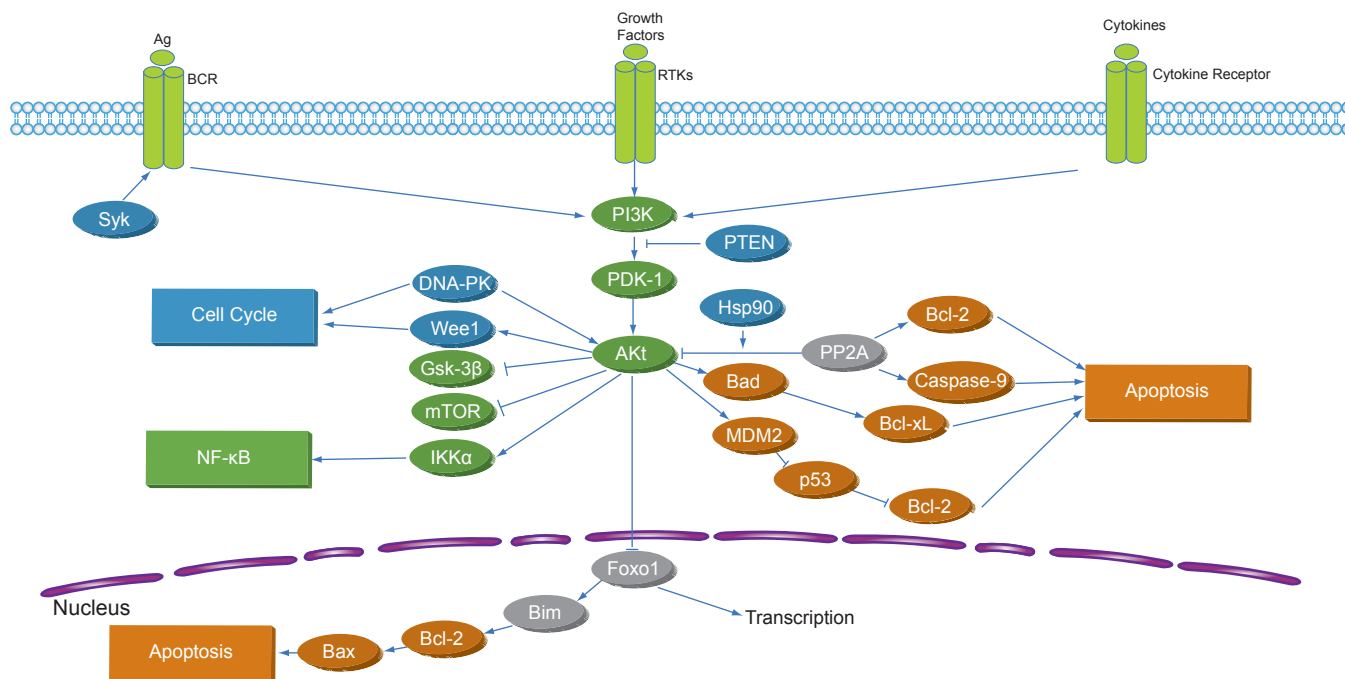 Ag
BCR
Growth
Factors
RTKs
Cytokines
Cytokine Receptor
Syk
PI3K
PTEN
PDK-1
DNA-PK
Hsp90
Cell Cycle
Wee1
Bcl-2
AKt
PP2A
Gsk-3β
Bad
Caspase-9
Apoptosis
mTOR
Bcl-xL
MDM2
NF-κB
IKKα
p53
Bcl-2
Foxo1
Nucleus
Bim
Transcription
Bcl-2
Apoptosis
Bax